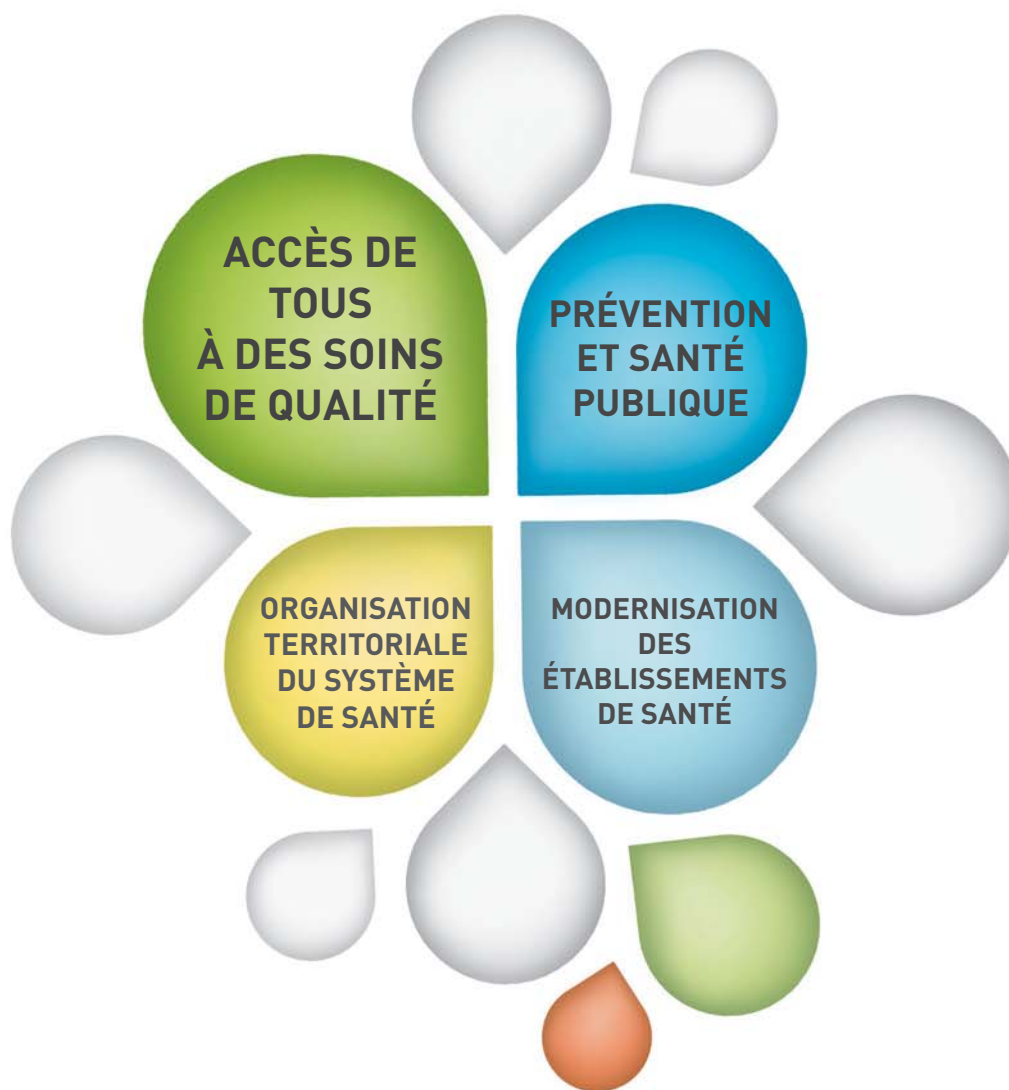 ACCÈS DE
TOUS
À DES SOINS
DE QUALITÉ
PRÉVENTION
ET SANTÉ
PUBLIQUE
ORGANISATION
TERRITORIALE
DU SYSTÈME
DE SANTÉ
MODERNISATION
DES
ÉTABLISSEMENTS
DE SANTÉ